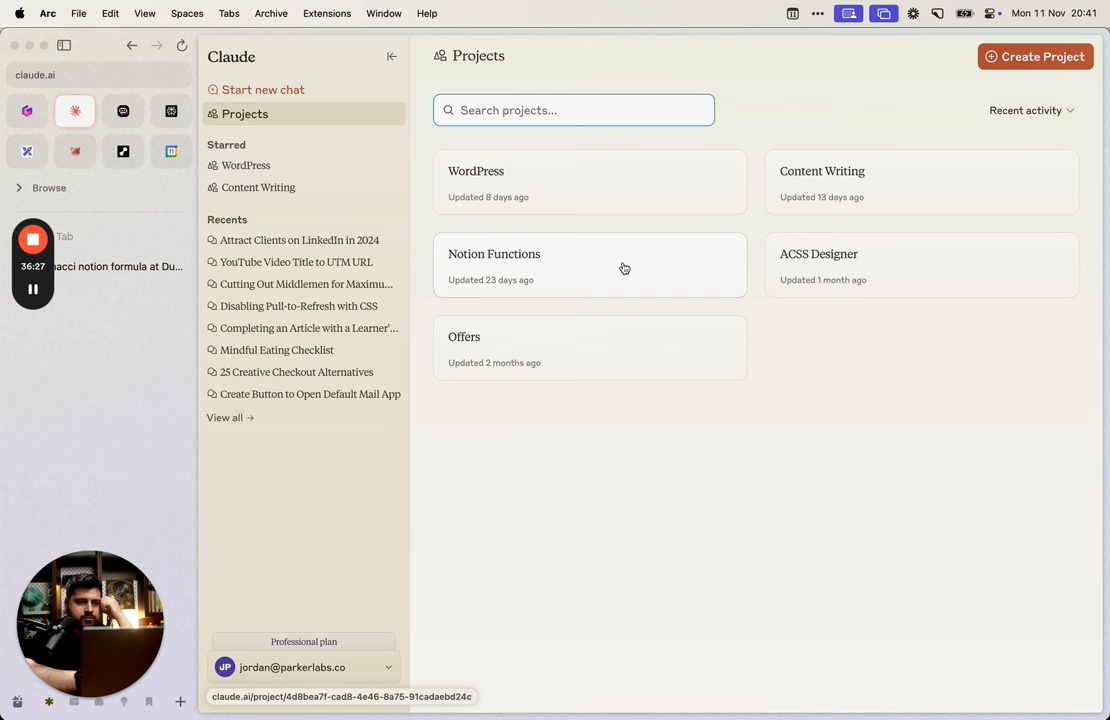 Arc File Edit View Spaces Tabs Archive Extensions Window Help
11 Mon 11 Nov 20:41
claude.ai
Browse
Tab
36:27
acci notion formula at Du...
Claude
Start new chat
Projects
Starred
WordPress
Content Writing
Recents
Attract Clients on LinkedIn in 2024
YouTube Video Title to UTM URL
Cutting Out Middlemen for Maximu...
Disabling Pull-to-Refresh with CSS
Completing an Article with a Learner'...
Mindful Eating Checklist
25 Creative Checkout Alternatives
Create Button to Open Default Mail App
View all →
Professional plan
JP jordan@parkerlabs.co
claude.ai/project/4d8bea7f-cad8-4e46-8a75-91cadaebd24c
Projects
Create Project
Search projects...
Recent activity
WordPress
Updated 8 days ago
Content Writing
Updated 13 days ago
Notion Functions
Updated 23 days ago
ACSS Designer
Updated 1 month ago
Offers
Updated 2 months ago